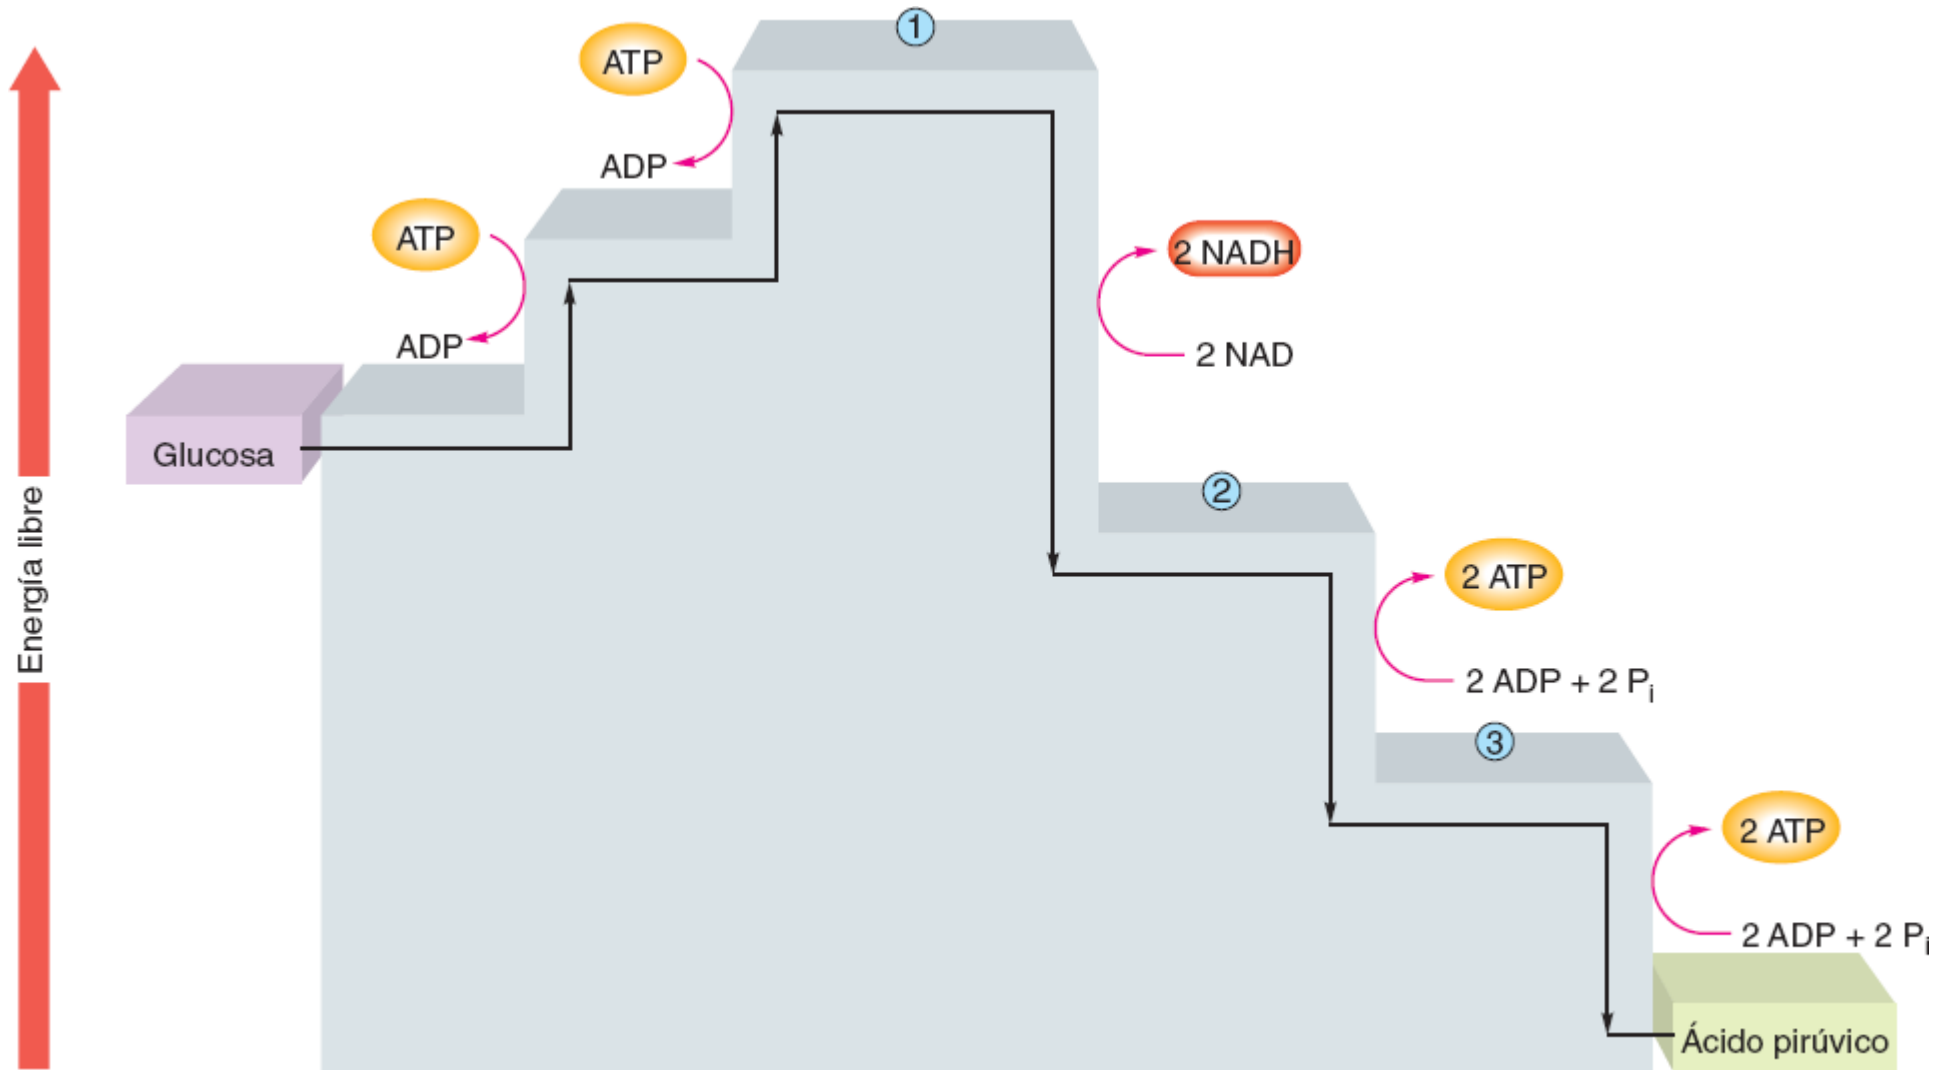 1
ATP
ADP
ATP
ADP
2 NADH
2 NAD
Glucosa
Energía libre
2
2 ATP
2 ADP + 2 Pi
3
2 ATP
2 ADP + 2 Pi
Ácido pirúvico